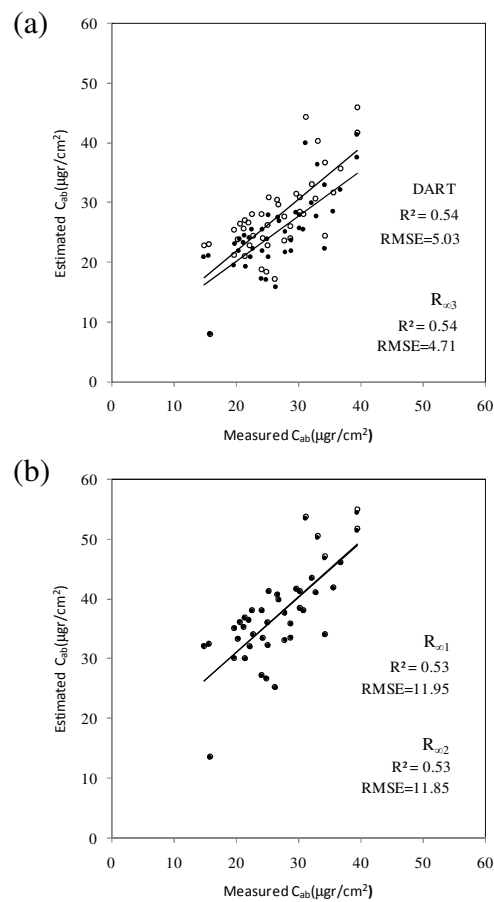 (a)
60
50
40
30
20
10
0
Estimated Cab(µgr/cm²)
DART
R² = 0.54
RMSE=5.03
R∞3
R² = 0.54
RMSE=4.71
0 10 20 30 40 50 60
Measured Cab(µgr/cm²)
(b)
60
50
40
30
20
10
0
Estimated Cab(µgr/cm²)
R∞1
R² = 0.53
RMSE=11.95
R∞2
R² = 0.53
RMSE=11.85
0 10 20 30 40 50 60
Measured Cab(µgr/cm²)